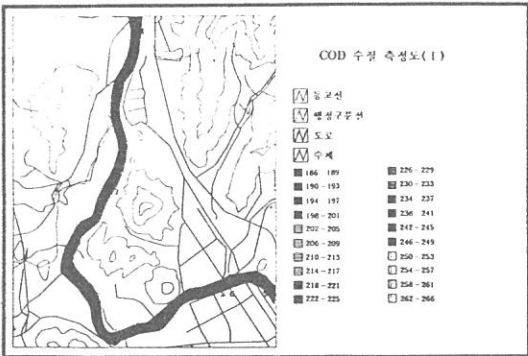 COD 수질 측정도(1)
등고선
행정구분선
도로
수계
186 189
190 - 193
194 197
198 - 201
202 - 205
206 - 209
210 - 213
214 - 217
218 - 221
222 - 225
226 - 229
230 - 233
234 237
238 241
242 - 245
246 - 249
250 - 253
254 - 257
258 - 261
262 - 266